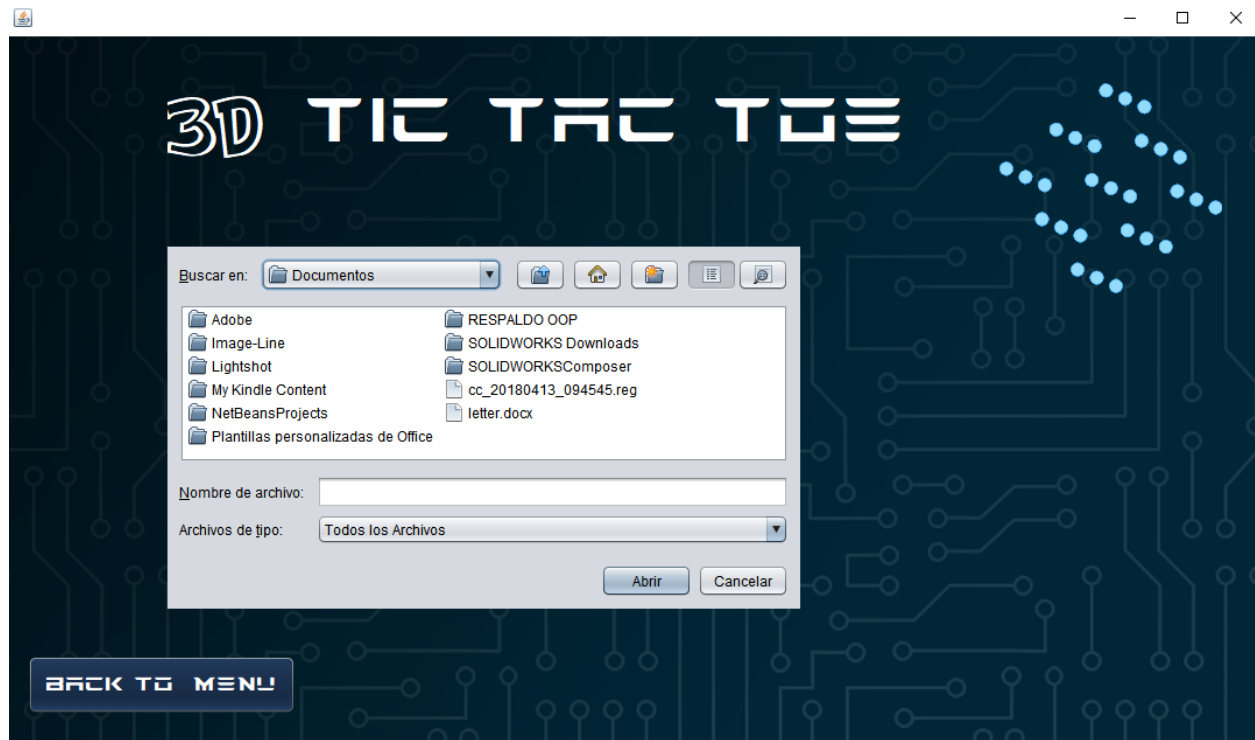 3D TIC TAC TOE
Buscar en: Documentos
Adobe
Image-Line
Lightshot
My Kindle Content
NetBeansProjects
Plantillas personalizadas de Office
RESPALDO OOP
SOLIDWORKS Downloads
SOLIDWORKSComposer
cc_20180413_094545.reg
letter.docx
Nombre de archivo:
Archivos de tipo: Todos los Archivos
Abrir Cancelar
BACK TO MENU